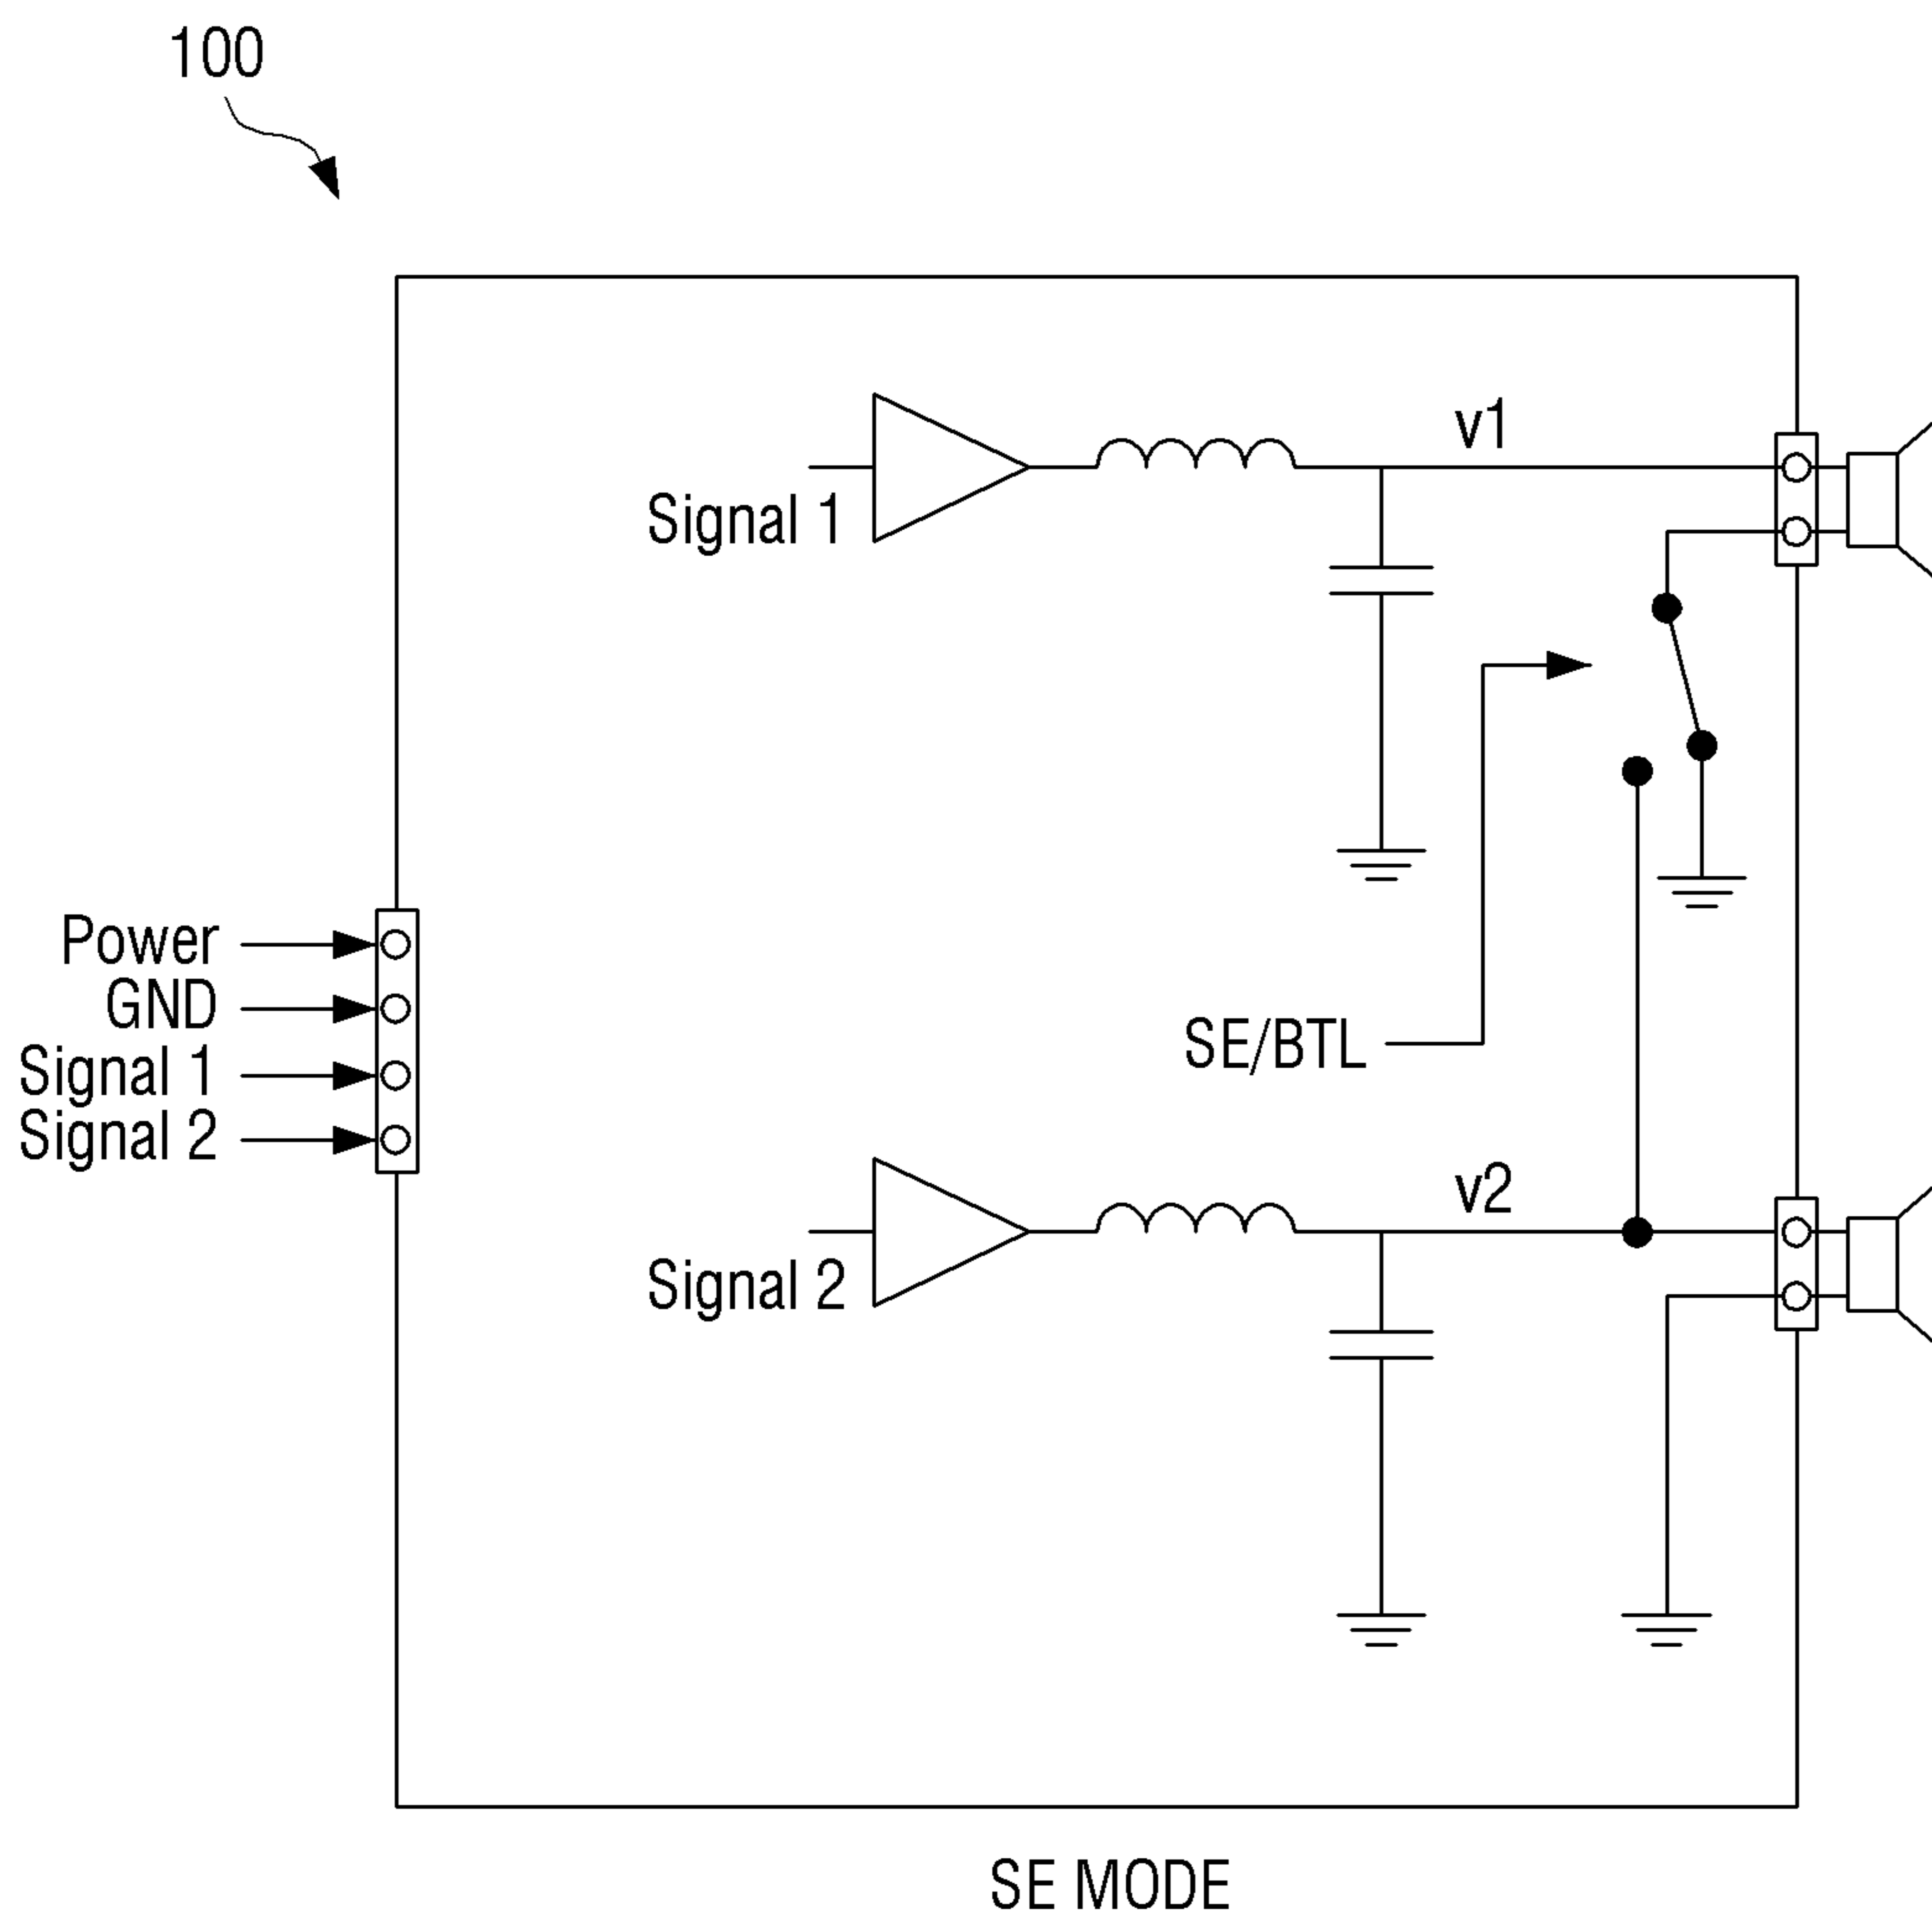 100
v1
Signal 1
Power
GND
Signal 1
Signal 2
SE/BTL
v2
Signal 2
SE MODE